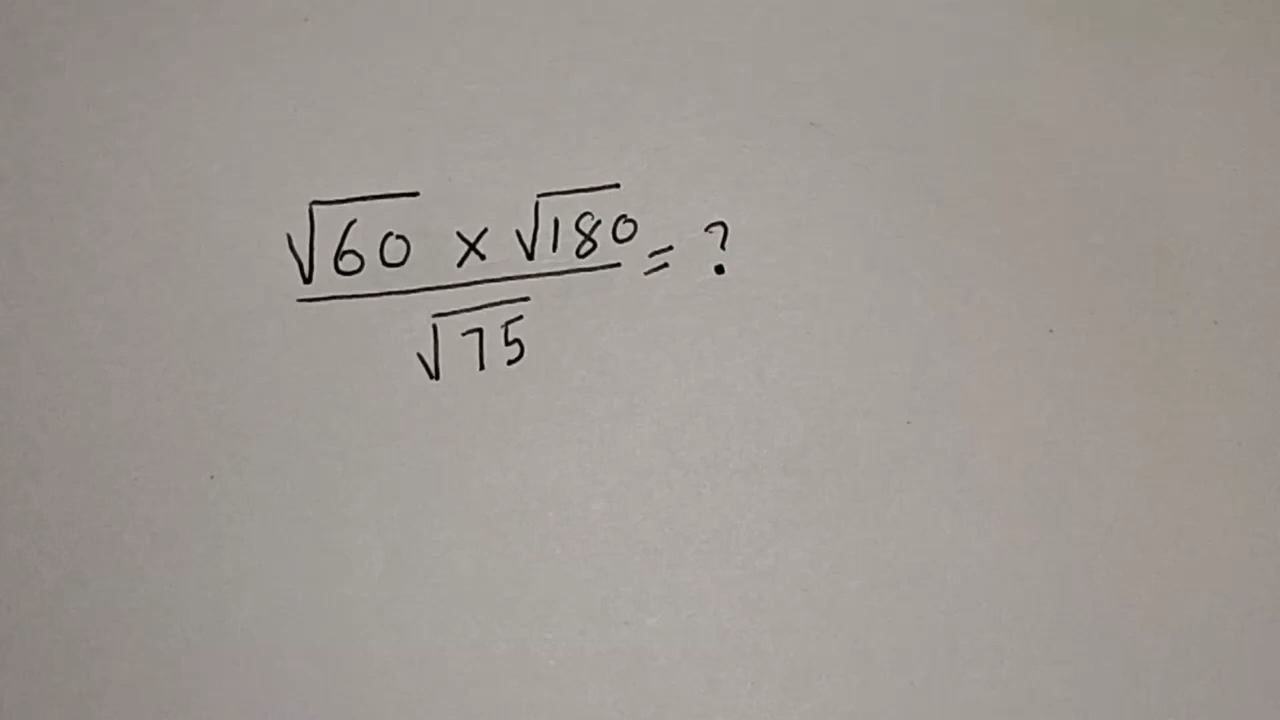 √60 × √180 = ?
√75